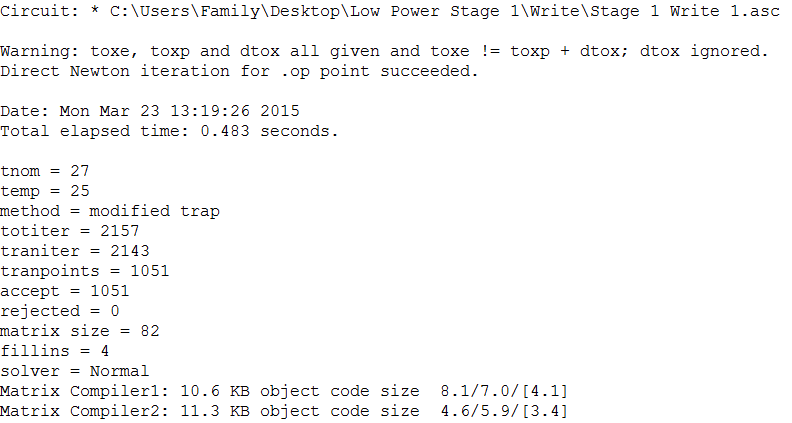 Circuit: * C:\Users\Family\Desktop\Low Power Stage 1\Write\Stage 1 Write 1.asc
Warning: toxe, toxp and dtox all given and toxe != toxp + dtox; dtox ignored.
Direct Newton iteration for .op point succeeded.
Date: Mon Mar 23 13:19:26 2015
Total elapsed time: 0.483 seconds.
tnom = 27
temp = 25
method = modified trap
totiter = 2157
traniter = 2143
tranpoints = 1051
accept = 1051
rejected = 0
matrix size = 82
fillins = 4
solver = Normal
Matrix Compiler1: 10.6 KB object code size  8.1/7.0/[4.1]
Matrix Compiler2: 11.3 KB object code size  4.6/5.9/[3.4]